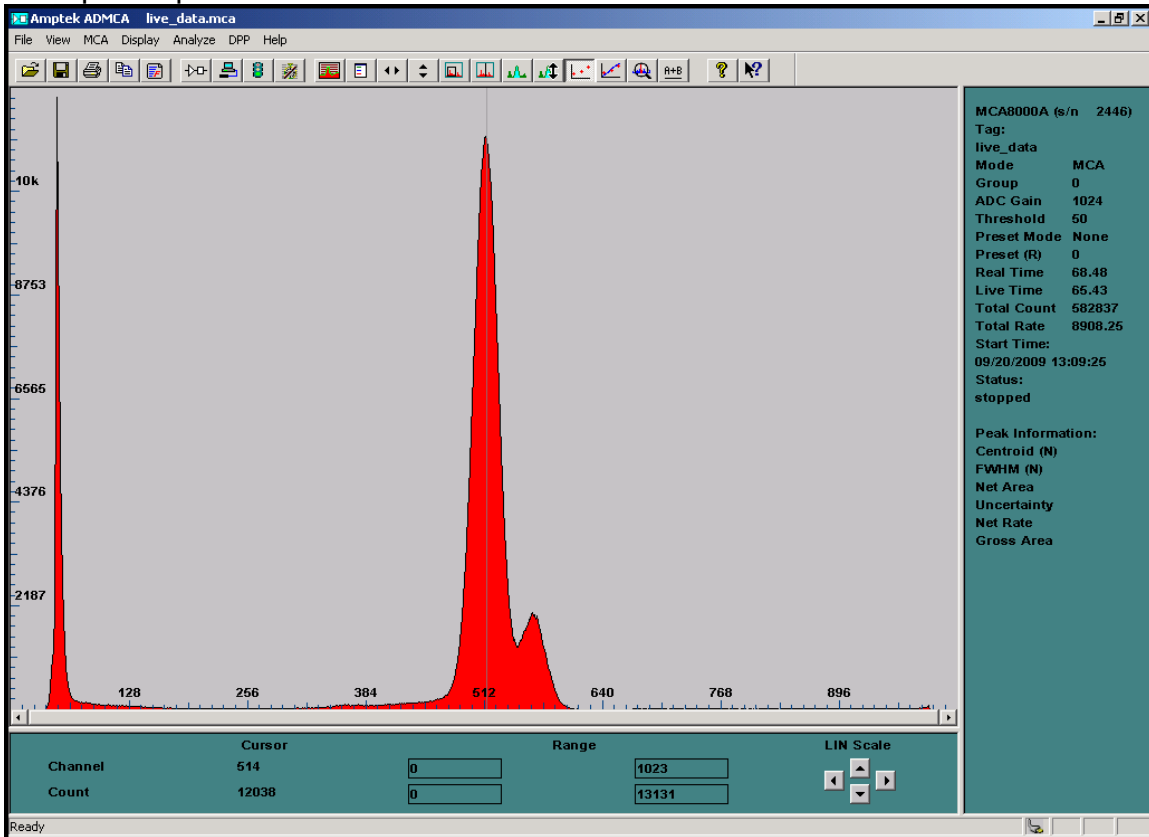 Amptek ADMCA live_data.mca
File View MCA Display Analyze DPP Help
A+B
10k
8753
6565
4376
2187
128 256 384 512 640 768 896
MCA8000A (s/n 2446)
Tag:
live_data
Mode MCA
Group 0
ADC Gain 1024
Threshold 50
Preset Mode None
Preset (R) 0
Real Time 68.48
Live Time 65.43
Total Count 582837
Total Rate 8908.25
Start Time:
09/20/2009 13:09:25
Status:
stopped
Peak Information:
Centroid (N)
FWHM (N)
Net Area
Uncertainty
Net Rate
Gross Area
Cursor Range LIN Scale
Channel 514 0 1023
Count 12038 0 13131
Ready